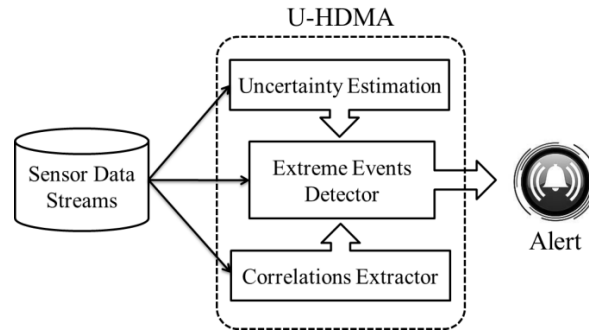 U-HDMA
Uncertainty Estimation
Sensor Data
Streams
Extreme Events
Detector
Alert
Correlations Extractor